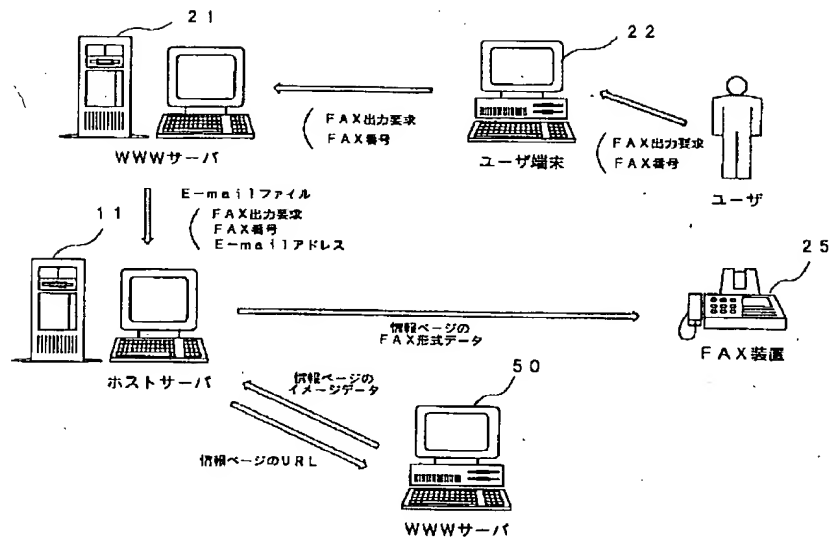 21
22
FAX出力要求
FAX番号
WWWサーバ
ユーザ端末
FAX出力要求
FAX番号
ユーザ
E-mailファイル
FAX出力要求
FAX番号
E-mailアドレス
11
25
情報ページの
FAX形式データ
FAX装置
ホストサーバ
情報ページの
イメージデータ
50
情報ページのURL
WWWサーバ